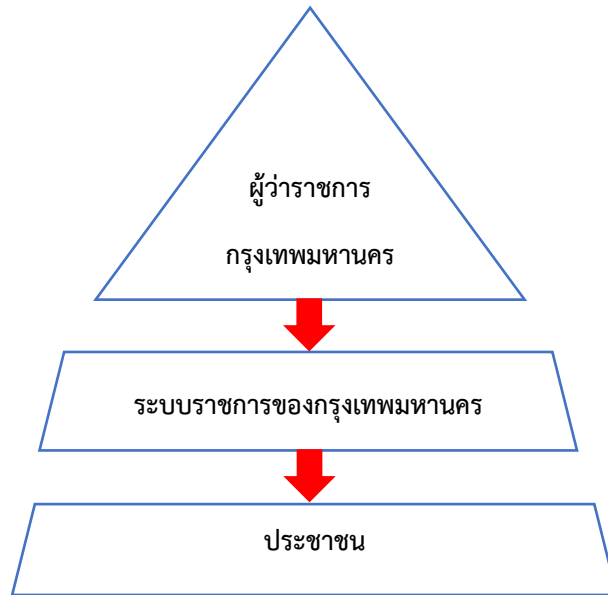 ผู้ว่าราชการ
กรุงเทพมหานคร
ระบบราชการของกรุงเทพมหานคร
ประชาชน